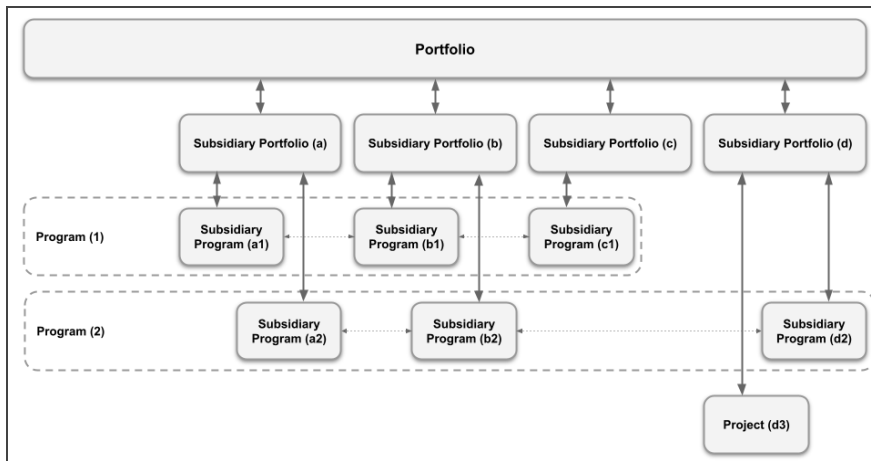 Portfolio
Subsidiary Portfolio (a)
Subsidiary Portfolio (b)
Subsidiary Portfolio (c)
Subsidiary Portfolio (d)
Program (1)
Subsidiary
Program (a1)
Subsidiary
Program (b1)
Subsidiary
Program (c1)
Program (2)
Subsidiary
Program (a2)
Subsidiary
Program (b2)
Subsidiary
Program (d2)
Project (d3)